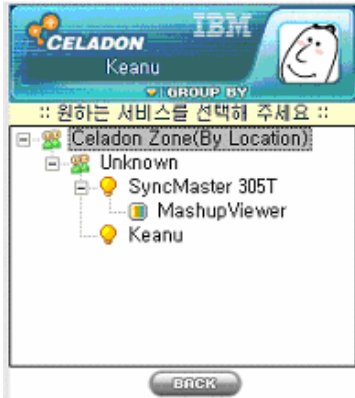 IBM
CELADON
Keanu
GROUP BY
:: 원하는 서비스를 선택해 주세요 ::
Celadon Zone(By Location)
Unknown
SyncMaster 305T
MashupViewer
Keanu
BACK